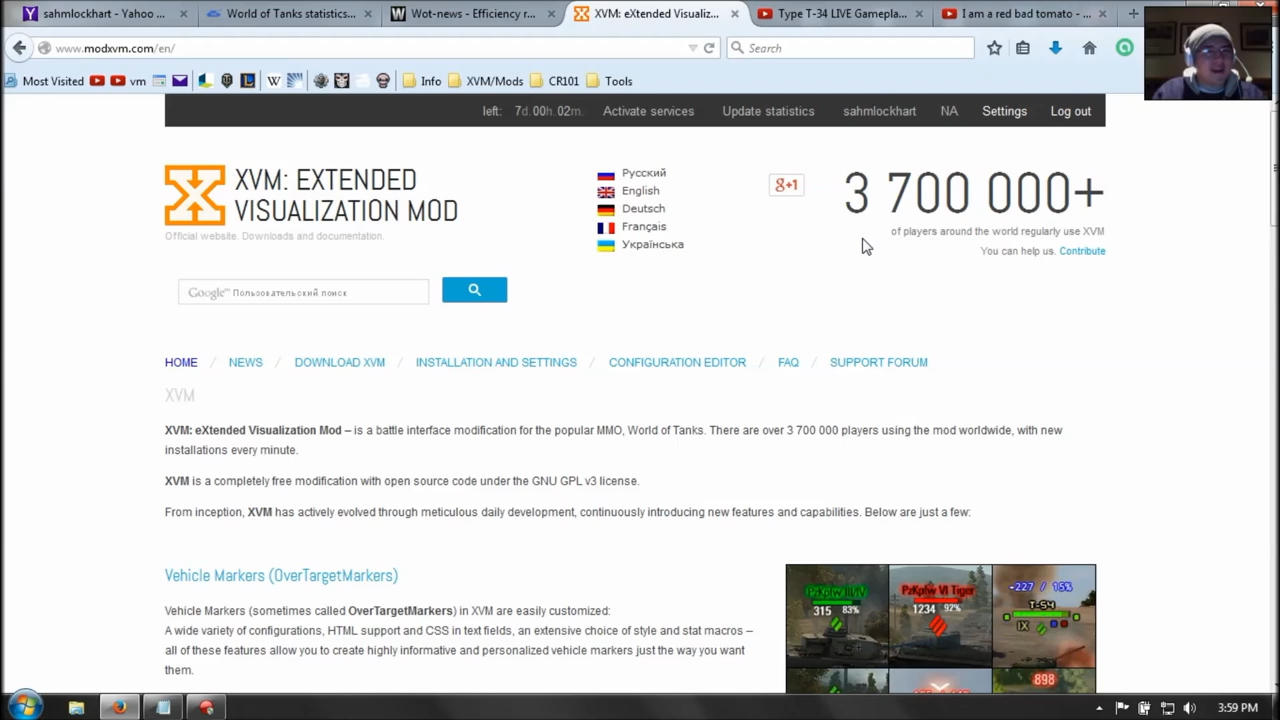 sahmlockhart - Yahoo ...
World of Tanks statistics...
Wot-news - Efficiency r...
XVM: eXtended Visualiz...
Type T-34 LIVE Gamepla...
I am a red bad tomato - ...
www.modxvm.com/en/
Search
Most Visited
vm
Info
XVM/Mods
CR101
Tools
left: 7d. 00h. 02m.
Activate services
Update statistics
sahmlockhart
NA
Settings
Log out
XVM: EXTENDED
VISUALIZATION MOD
Official website. Downloads and documentation.
Русский
English
Deutsch
Français
Українська
g+1
3 700 000+
of players around the world regularly use XVM
You can help us. Contribute
Google™ Пользовательский поиск
HOME / NEWS / DOWNLOAD XVM / INSTALLATION AND SETTINGS / CONFIGURATION EDITOR / FAQ / SUPPORT FORUM
XVM
XVM: eXtended Visualization Mod – is a battle interface modification for the popular MMO, World of Tanks. There are over 3 700 000 players using the mod worldwide, with new
installations every minute.
XVM is a completely free modification with open source code under the GNU GPL v3 license.
From inception, XVM has actively evolved through meticulous daily development, continuously introducing new features and capabilities. Below are just a few:
Vehicle Markers (OverTargetMarkers)
Vehicle Markers (sometimes called OverTargetMarkers) in XVM are easily customized:
A wide variety of configurations, HTML support and CSS in text fields, an extensive choice of style and stat macros –
all of these features allow you to create highly informative and personalized vehicle markers just the way you want
them.
PzKpfw III/IV
315 83%
PzKpfw VI Tiger
1234 92%
-227 / 15%
T-54
IX
898
3:59 PM